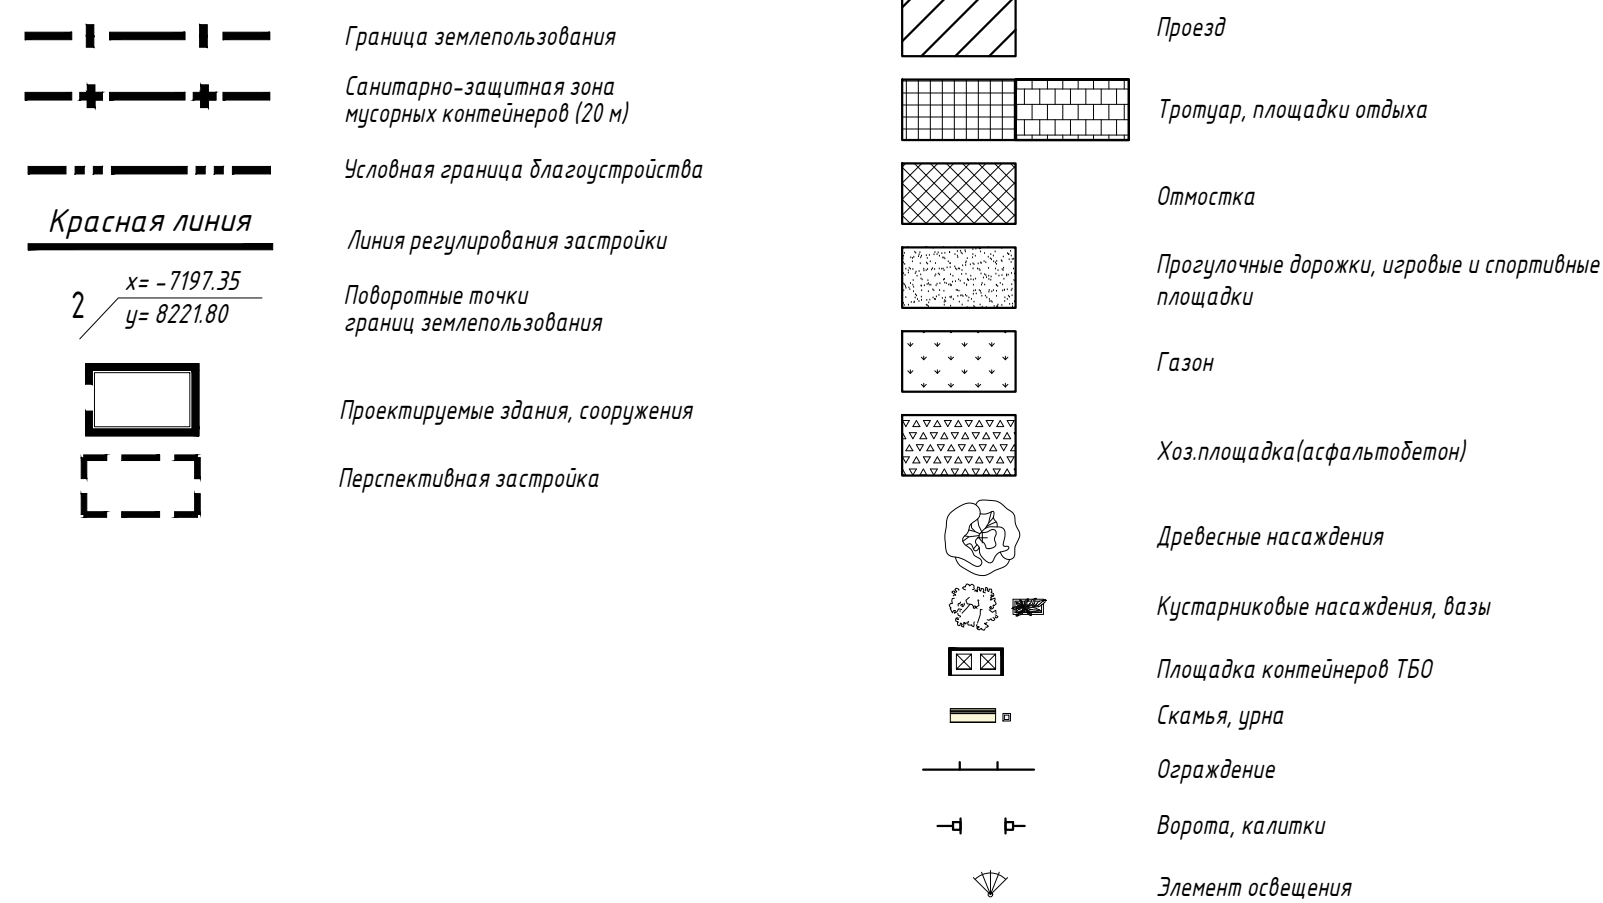 Граница землепользования
Санитарно-защитная зона
мусорных контейнеров (20 м)
Условная граница благоустройства
Красная линия
Линия регулирования застройки
2
x= -7197.35
y= 8221.80
Поворотные точки
границ землепользования
Проектируемые здания, сооружения
Перспективная застройка
Проезд
Тротуар, площадки отдыха
Отмостка
Прогулочные дорожки, игровые и спортивные
площадки
Газон
Хоз.площадка(асфальтобетон)
Древесные насаждения
Кустарниковые насаждения, вазы
Площадка контейнеров ТБО
Скамья, урна
Ограждение
Ворота, калитки
Элемент освещения